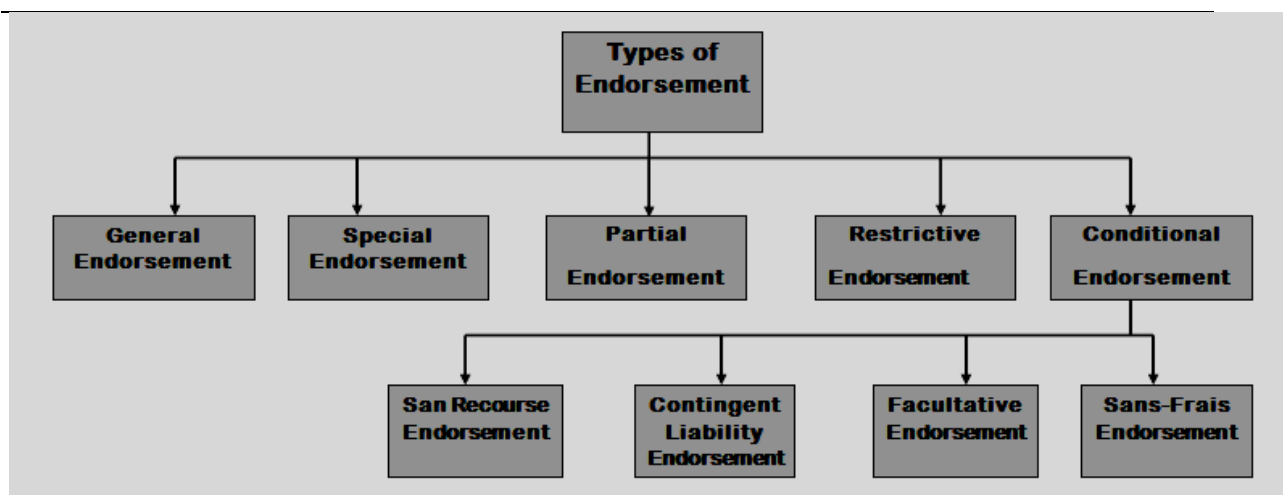 Types of
Endorsement
General
Endorsement
Special
Endorsement
Partial
Endorsement
Restrictive
Endorsement
Conditional
Endorsement
San Recourse
Endorsement
Contingent
Liability
Endorsement
Facultative
Endorsement
Sans-Frais
Endorsement